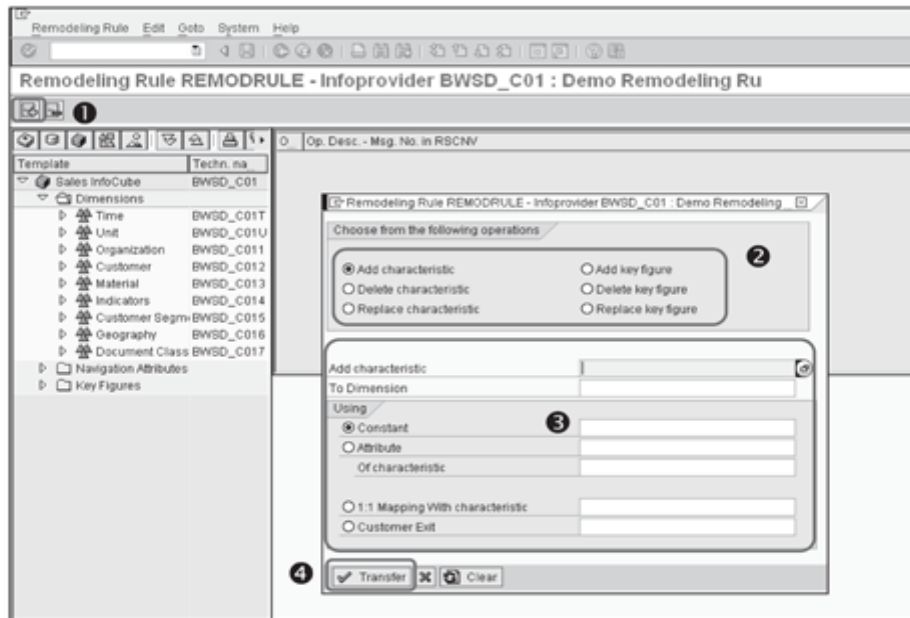 Remodeling Rule Edit Goto System Help
Remodeling Rule REMODRULE - Infoprovider BWSD_C01 : Demo Remodeling Ru
1
Template Techn. na
Sales InfoCube BWSD_C01
Dimensions
Time BWSD_C01T
Unit BWSD_C01U
Organization BWSD_C011
Customer BWSD_C012
Material BWSD_C013
Indicators BWSD_C014
Customer Segm BWSD_C015
Geography BWSD_C016
Document Class BWSD_C017
Navigation Attributes
Key Figures
O_ Op. Desc. - Msg. No. in RSCNV
Remodeling Rule REMODRULE - Infoprovider BWSD_C01 : Demo Remodeling
Choose from the following operations
2
Add characteristic Add key figure
Delete characteristic Delete key figure
Replace characteristic Replace key figure
Add characteristic
To Dimension
Using
Constant
3
Attribute
Of characteristic
1:1 Mapping With characteristic
Customer Exit
4
Transfer Clear